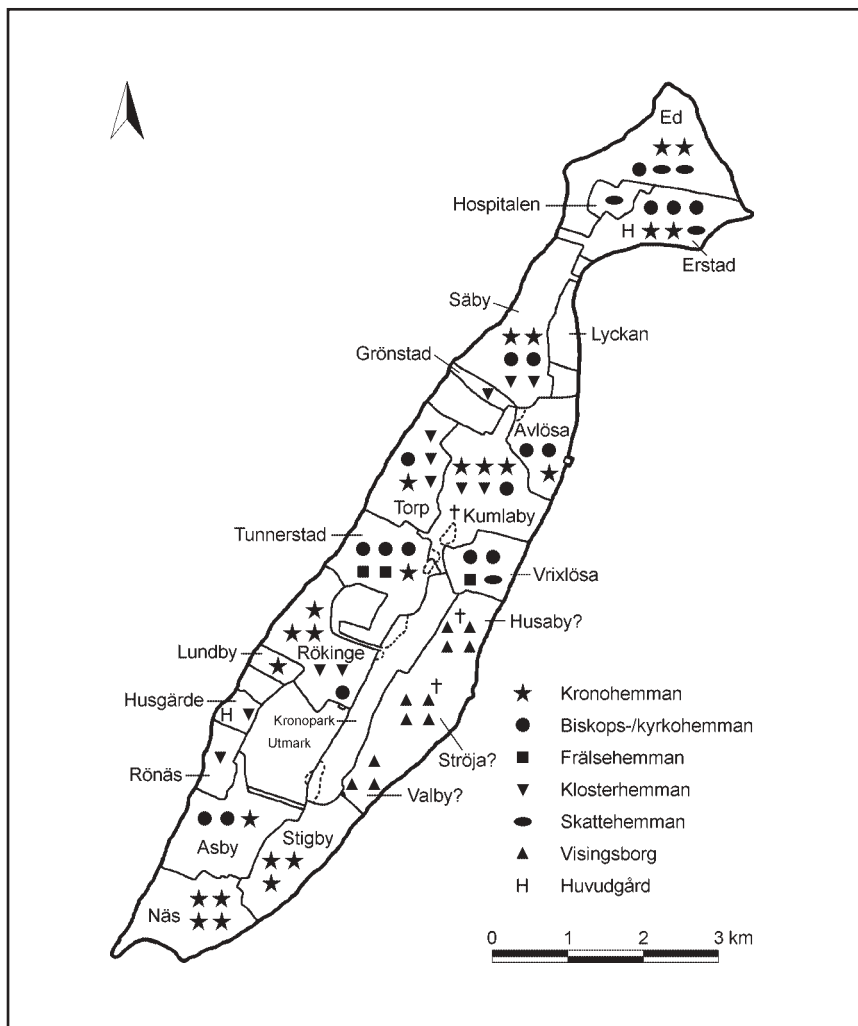 Ed
Hospitalen
H
Erstad
Säby
Lyckan
Grönstad
Avlösa
Torp
Kumlaby
Tunnerstad
Vrixlösa
Husaby?
Lundby
Rökinge
Husgärde
H
Kronopark
Utmark
Ströja?
Rönäs
Valby?
Asby
Stigby
Näs
Kronohemman
Biskops-/kyrkohemman
Frälsehemman
Klosterhemman
Skattehemman
Visingsborg
H Huvudgård
0 1 2 3 km